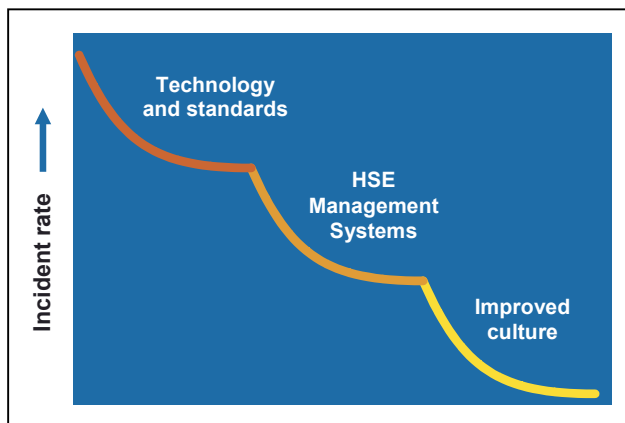 Technology
and standards
HSE
Management
Systems
Improved
culture
Incident rate